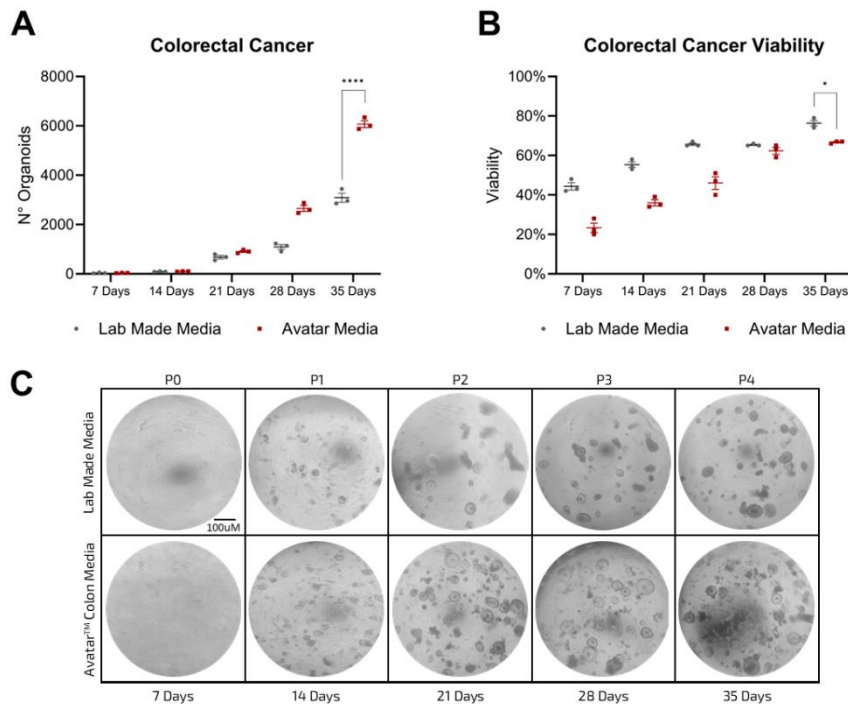 A
Colorectal Cancer
N° Organoids
8000
6000
4000
2000
0
****
7 Days 14 Days 21 Days 28 Days 35 Days
Lab Made Media Avatar Media
B
Colorectal Cancer Viability
Viability
100%
80%
60%
40%
20%
0%
*
7 Days 14 Days 21 Days 28 Days 35 Days
Lab Made Media Avatar Media
C
P0 P1 P2 P3 P4
Lab Made Media
100uM
Avatar™ Colon Media
7 Days 14 Days 21 Days 28 Days 35 Days